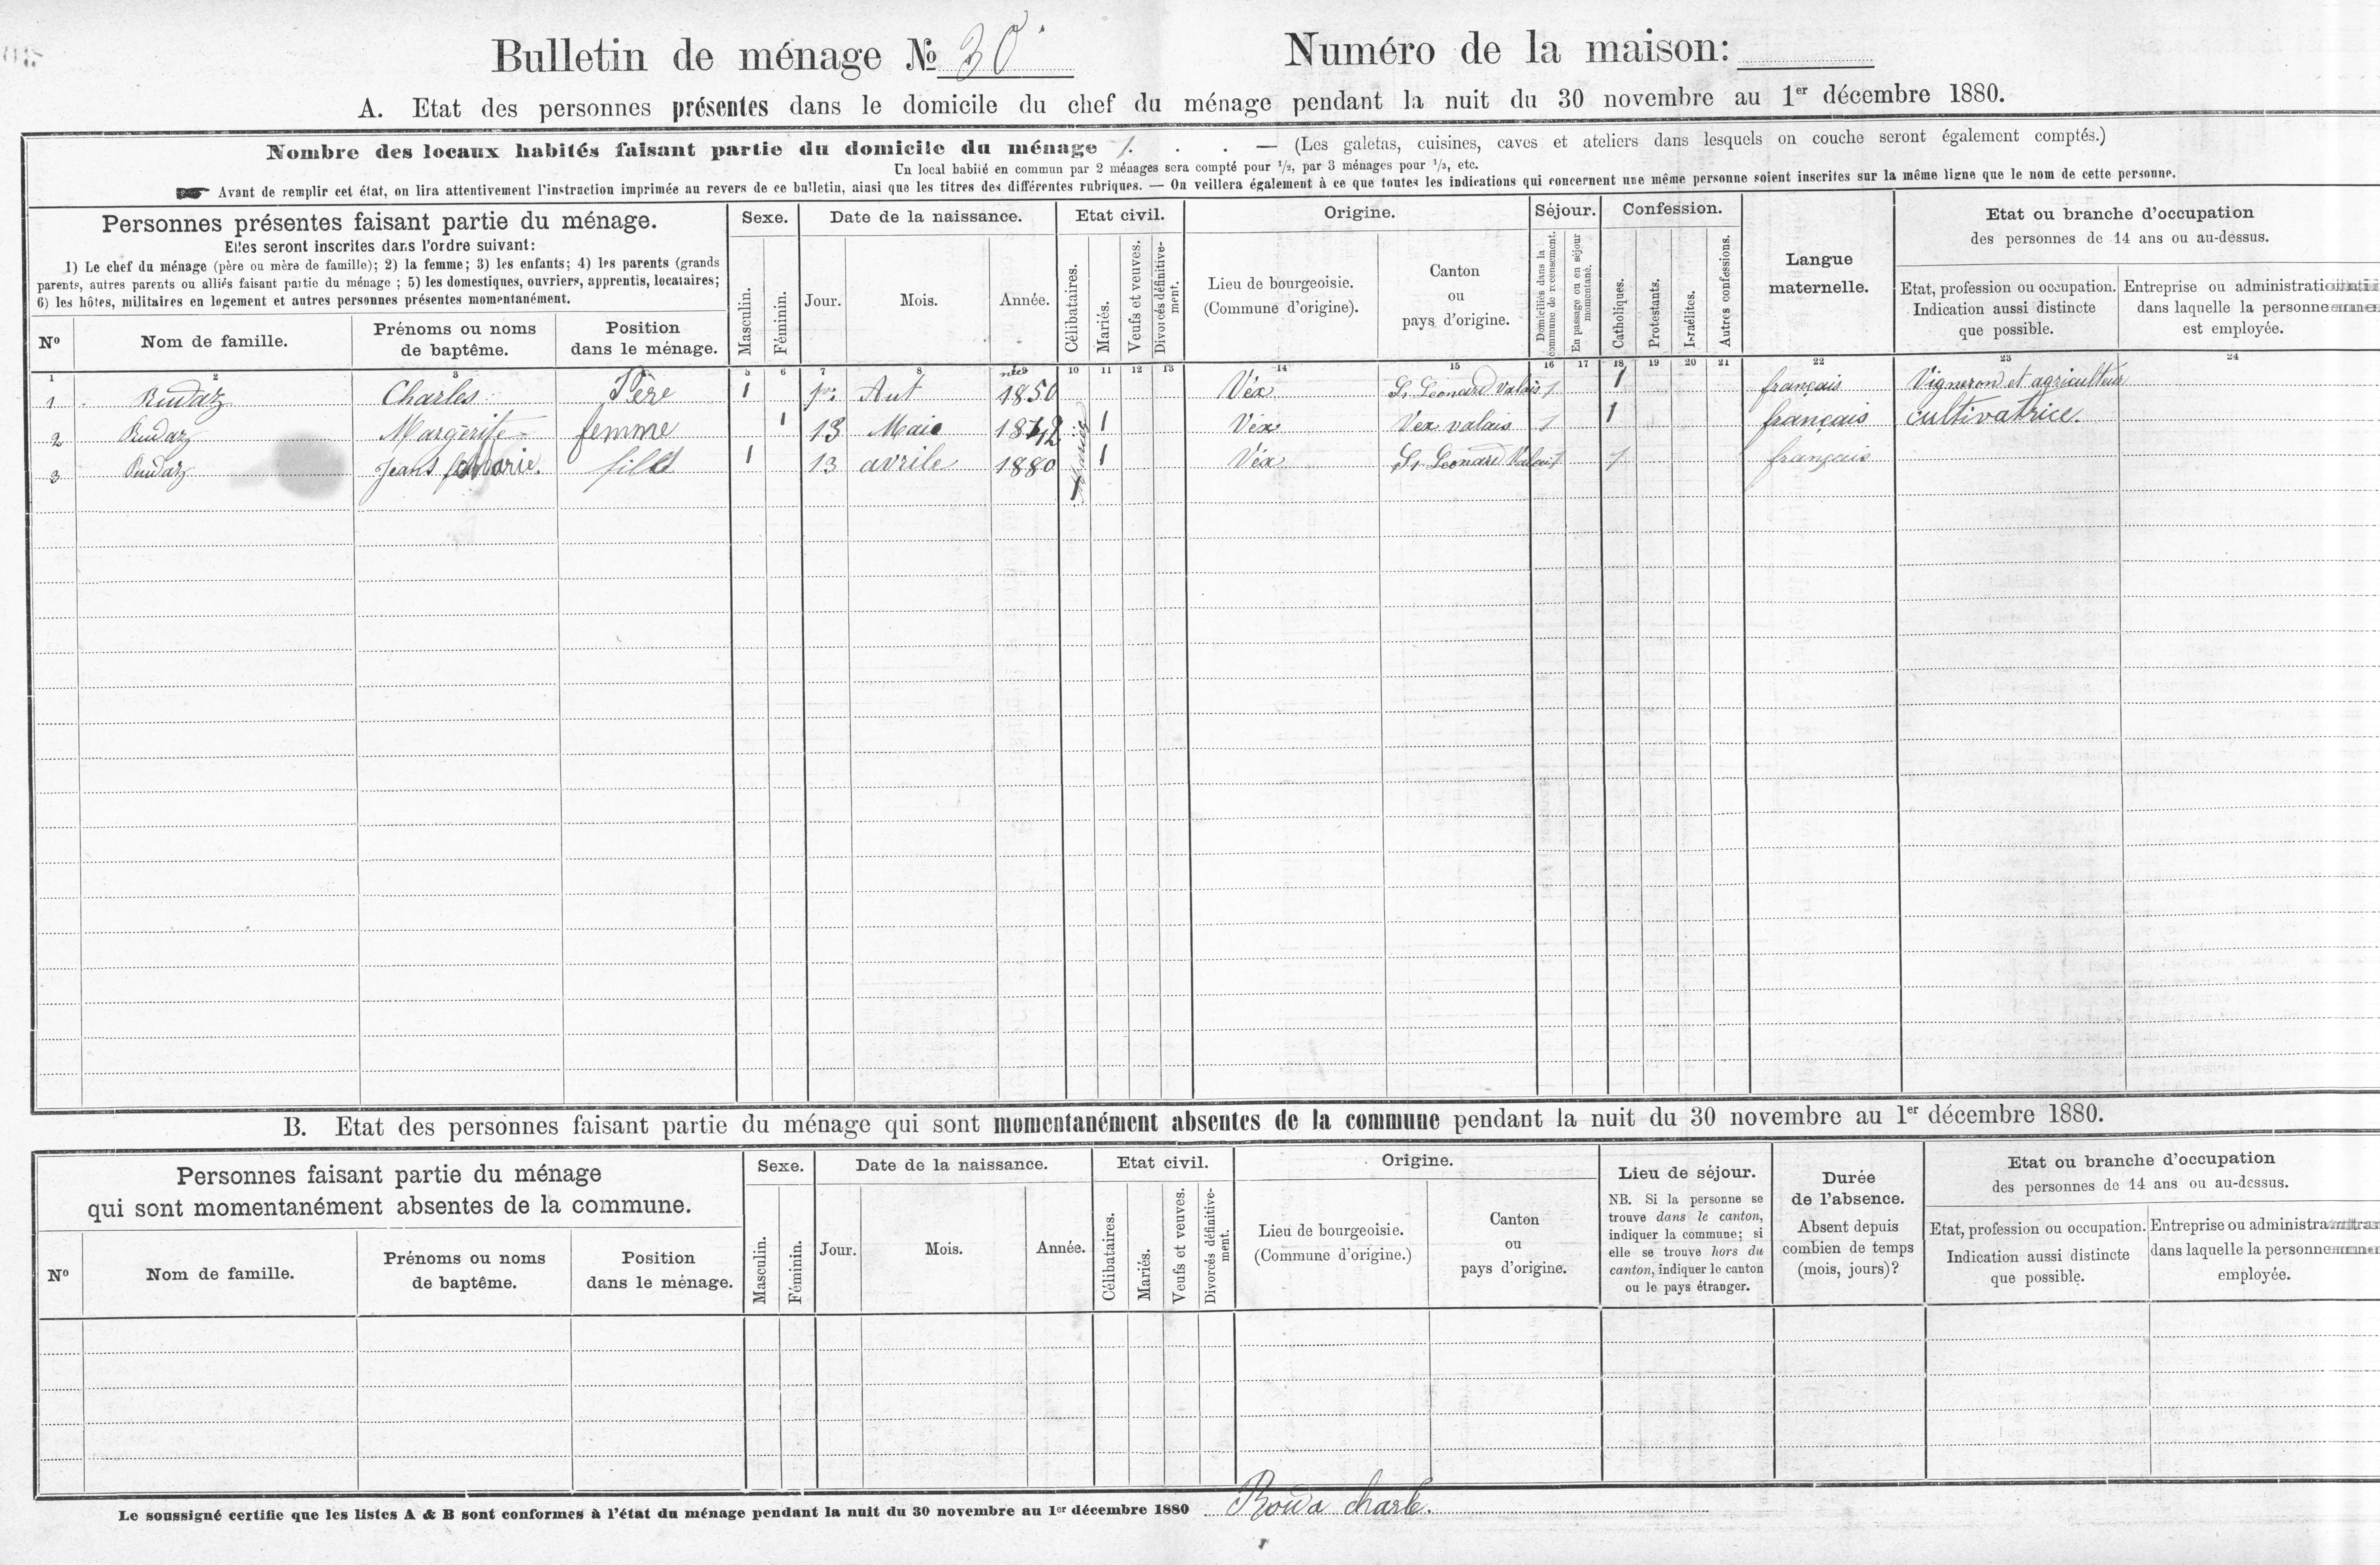 Bulletin de ménage № 30. Numéro de la maison:
A. Etat des personnes présentes dans le domicile du chef du ménage pendant la nuit du 30 novembre au 1er décembre 1880.
Nombre des locaux habités faisant partie du domicile du ménage 1. . . — (Les galetas, cuisines, caves et ateliers dans lesquels on couche seront également comptés.)
Un local habité en commun par 2 ménages sera compté pour 1/2, par 3 ménages pour 1/3, etc.
Avant de remplir cet état, on lira attentivement l'instruction imprimée au revers de ce bulletin, ainsi que les titres des différentes rubriques. — On veillera également à ce que toutes les indications qui concernent une même personne soient inscrites sur la même ligne que le nom de cette personne.
Personnes présentes faisant partie du ménage.
Elles seront inscrites dans l'ordre suivant:
1) Le chef du ménage (père ou mère de famille); 2) la femme; 3) les enfants; 4) les parents (grands
parents, autres parents ou alliés faisant partie du ménage ; 5) les domestiques, ouvriers, apprentis, locataires;
6) les hôtes, militaires en logement et autres personnes présentes momentanément.
Nº Nom de famille. Prénoms ou noms de baptême. Position dans le ménage.
Sexe. Masculin. Féminin.
Date de la naissance. Jour. Mois. Année.
Etat civil. Célibataires. Mariés. Veufs et veuves. Divorcés définitivement.
Origine. Lieu de bourgeoisie. (Commune d'origine). Canton ou pays d'origine.
Séjour. Domiciliés dans la commune de recensement. En passage ou en séjour momentané.
Confession. Catholiques. Protestants. Israélites. Autres confessions.
Langue maternelle.
Etat ou branche d'occupation
des personnes de 14 ans ou au-dessus.
Etat, profession ou occupation. Indication aussi distincte que possible.
Entreprise ou administration dans laquelle la personne est employée.
1 2 3 5 6 7 8 10 11 12 13 14 15 16 17 18 19 20 21 22 23 24
1 Rudaz Charles Père 1 1er Aut 1850 Véx St Leonard Valais 1 1 français Vigneron et agriculteur
2 Rudaz Margerite femme 1 13 Maie 1842 1 Véx Vex valais 1 1 français cultivatrice.
3 Rudaz Jeans marie. fills 1 13 avrile 1880 1 1 Véx St Leonard Valais 1 1 français
B. Etat des personnes faisant partie du ménage qui sont momentanément absentes de la commune pendant la nuit du 30 novembre au 1er décembre 1880.
Personnes faisant partie du ménage
qui sont momentanément absentes de la commune.
Nº Nom de famille. Prénoms ou noms de baptême. Position dans le ménage.
Sexe. Masculin. Féminin.
Date de la naissance. Jour. Mois. Année.
Etat civil. Célibataires. Mariés. Veufs et veuves. Divorcés définitivement.
Origine. Lieu de bourgeoisie. (Commune d'origine.) Canton ou pays d'origine.
Lieu de séjour.
NB. Si la personne se
trouve dans le canton,
indiquer la commune; si
elle se trouve hors du
canton, indiquer le canton
ou le pays étranger.
Durée
de l'absence.
Absent depuis
combien de temps
(mois, jours)?
Etat ou branche d'occupation
des personnes de 14 ans ou au-dessus.
Etat, profession ou occupation. Indication aussi distincte que possible.
Entreprise ou administra dans laquelle la personne employée.
Le soussigné certifie que les listes A & B sont conformes à l'état du ménage pendant la nuit du 30 novembre au 1er décembre 1880 Rouda charle.